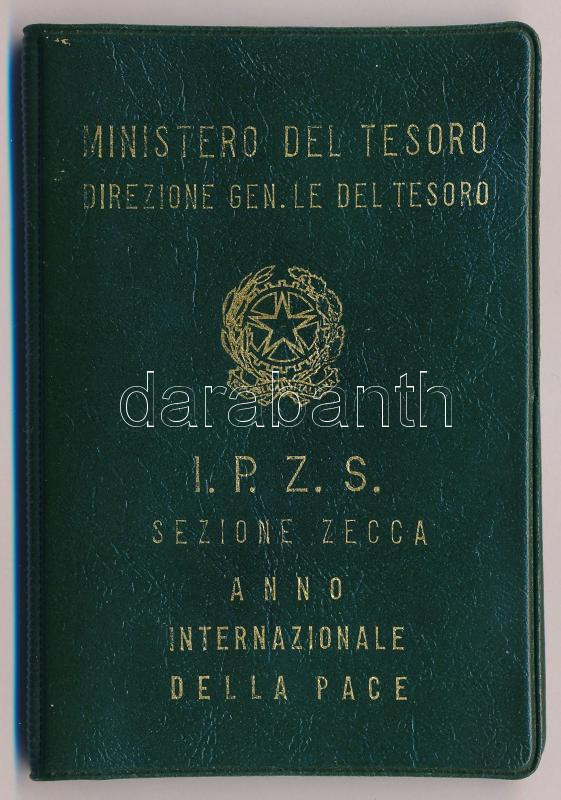 MINISTERO DEL TESORO
DIREZIONE GEN.LE DEL TESORO
darabanth
I. P. Z. S.
SEZIONE ZECCA
ANNO
INTERNAZIONALE
DELLA PACE